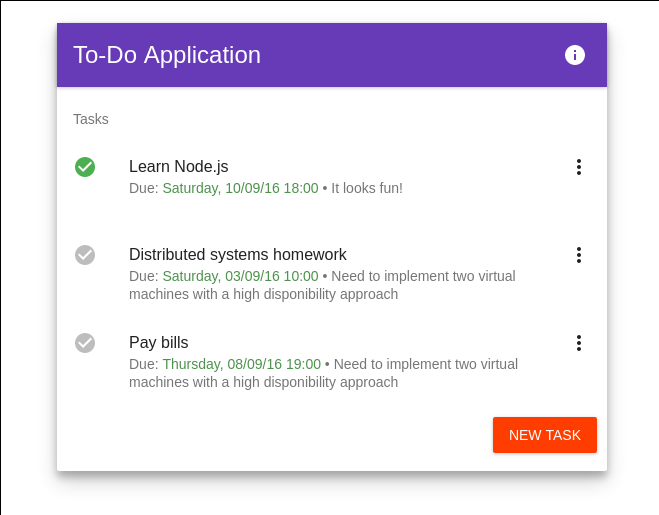 To-Do Application
Tasks
Learn Node.js
Due: Saturday, 10/09/16 18:00 • It looks fun!
Distributed systems homework
Due: Saturday, 03/09/16 10:00 • Need to implement two virtual
machines with a high disponibility approach
Pay bills
Due: Thursday, 08/09/16 19:00 • Need to implement two virtual
machines with a high disponibility approach
NEW TASK